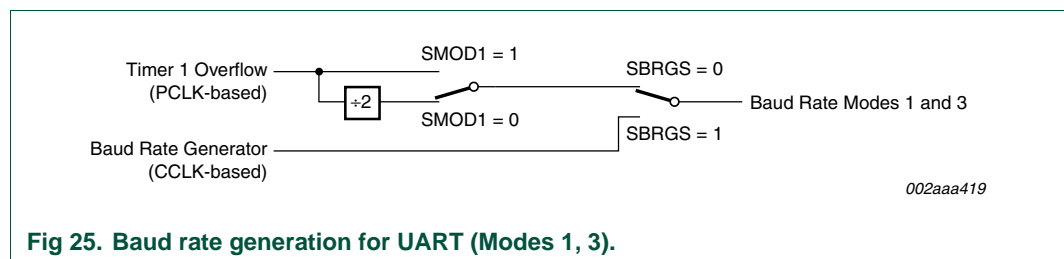 SMOD1 = 1
Timer 1 Overflow
(PCLK-based)
SBRGS = 0
÷2
Baud Rate Modes 1 and 3
SMOD1 = 0
SBRGS = 1
Baud Rate Generator
(CCLK-based)
002aaa419
Fig 25. Baud rate generation for UART (Modes 1, 3).